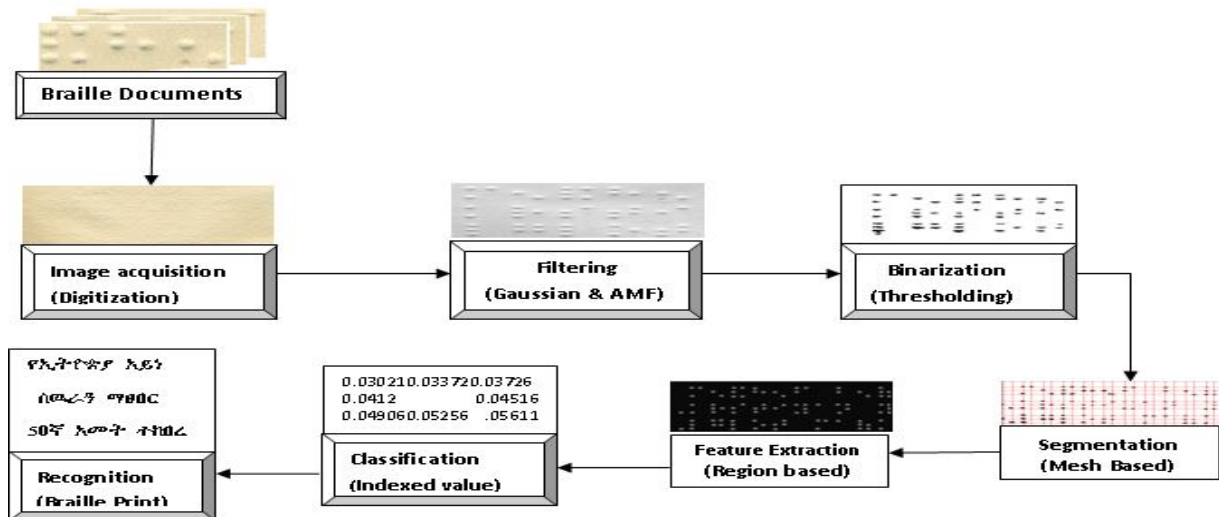 Braille Documents
Image acquisition
(Digitization)
Filtering
(Gaussian & AMF)
Binarization
(Thresholding)
Segmentation
(Mesh Based)
Feature Extraction
(Region based)
0.030210.033720.03726
0.0412 0.04516
0.049060.05256 .05611
Classification
(Indexed value)
የኢትዮጵያ አይነ
ስዉራን ማህበር
50ኛ አመት ተከበረ
Recognition
(Braille Print)